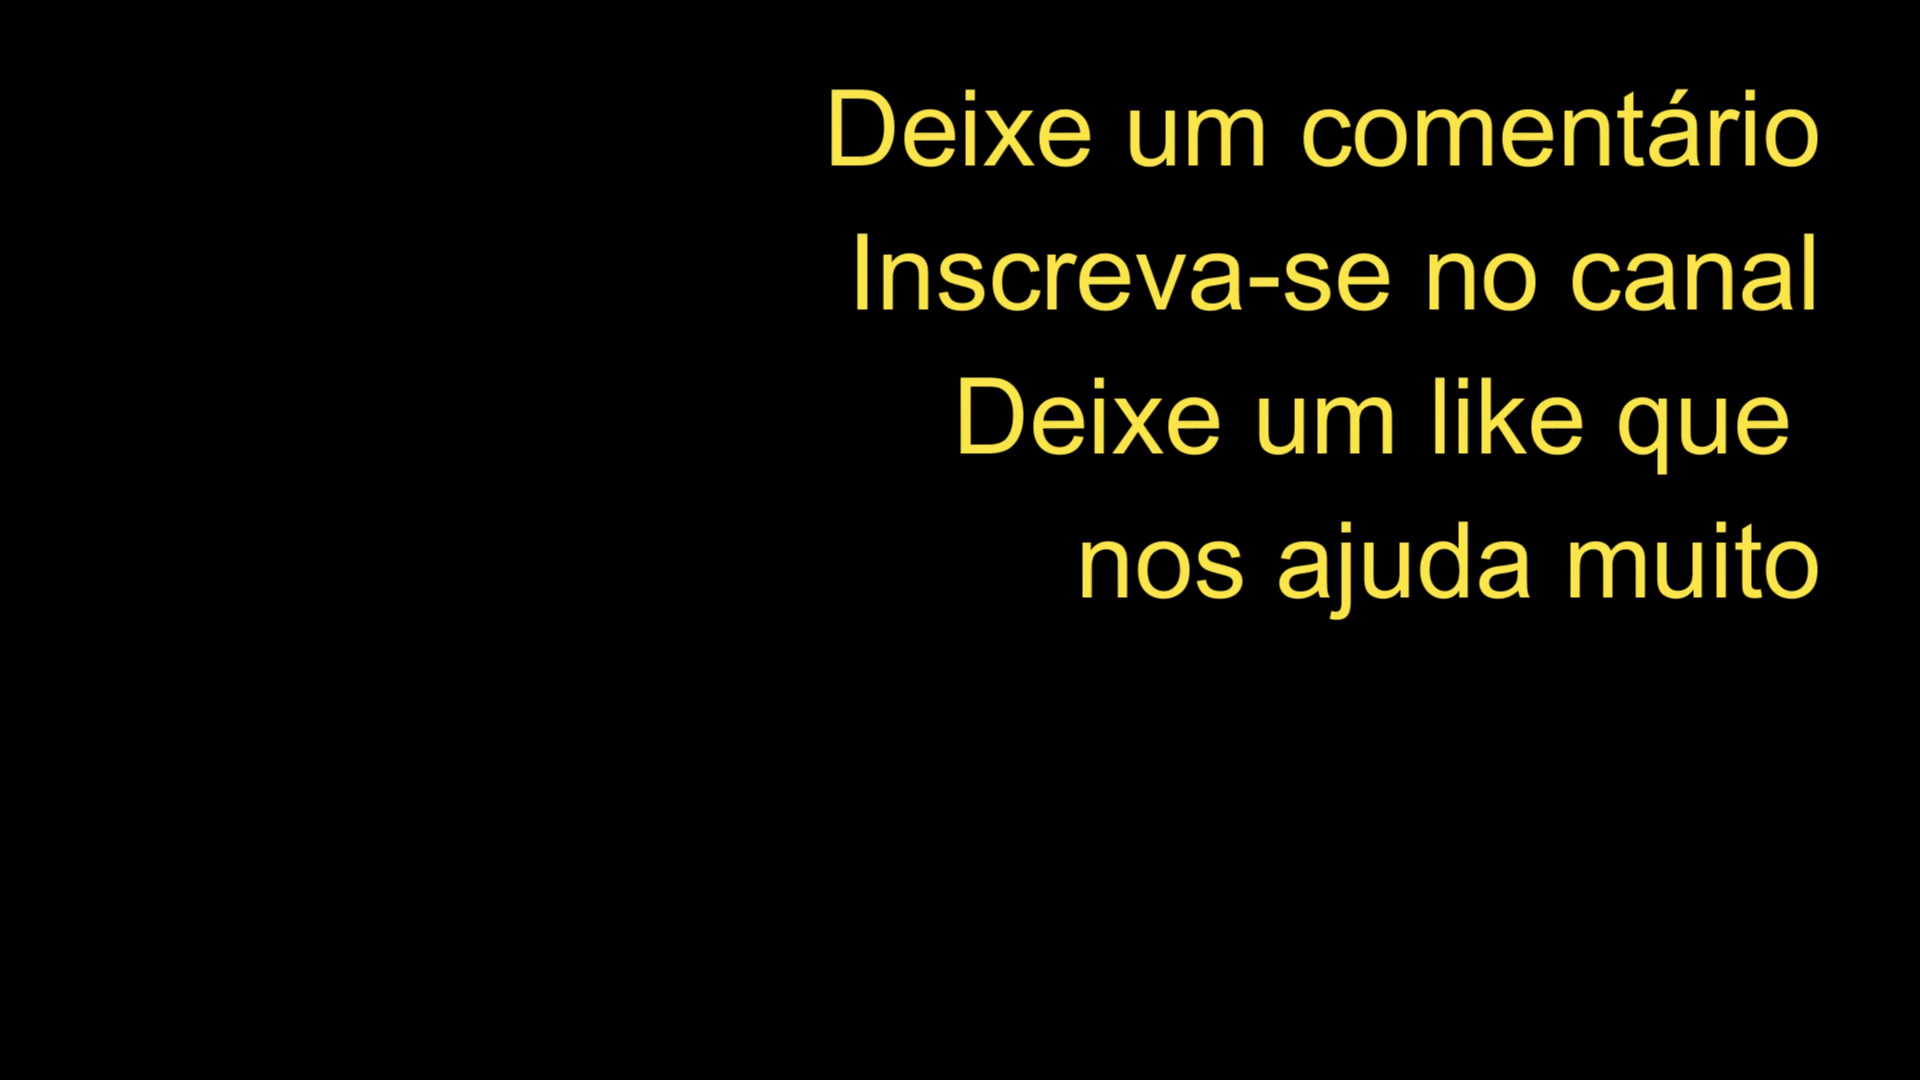 Deixe um comentário
Inscreva-se no canal
Deixe um like que
nos ajuda muito